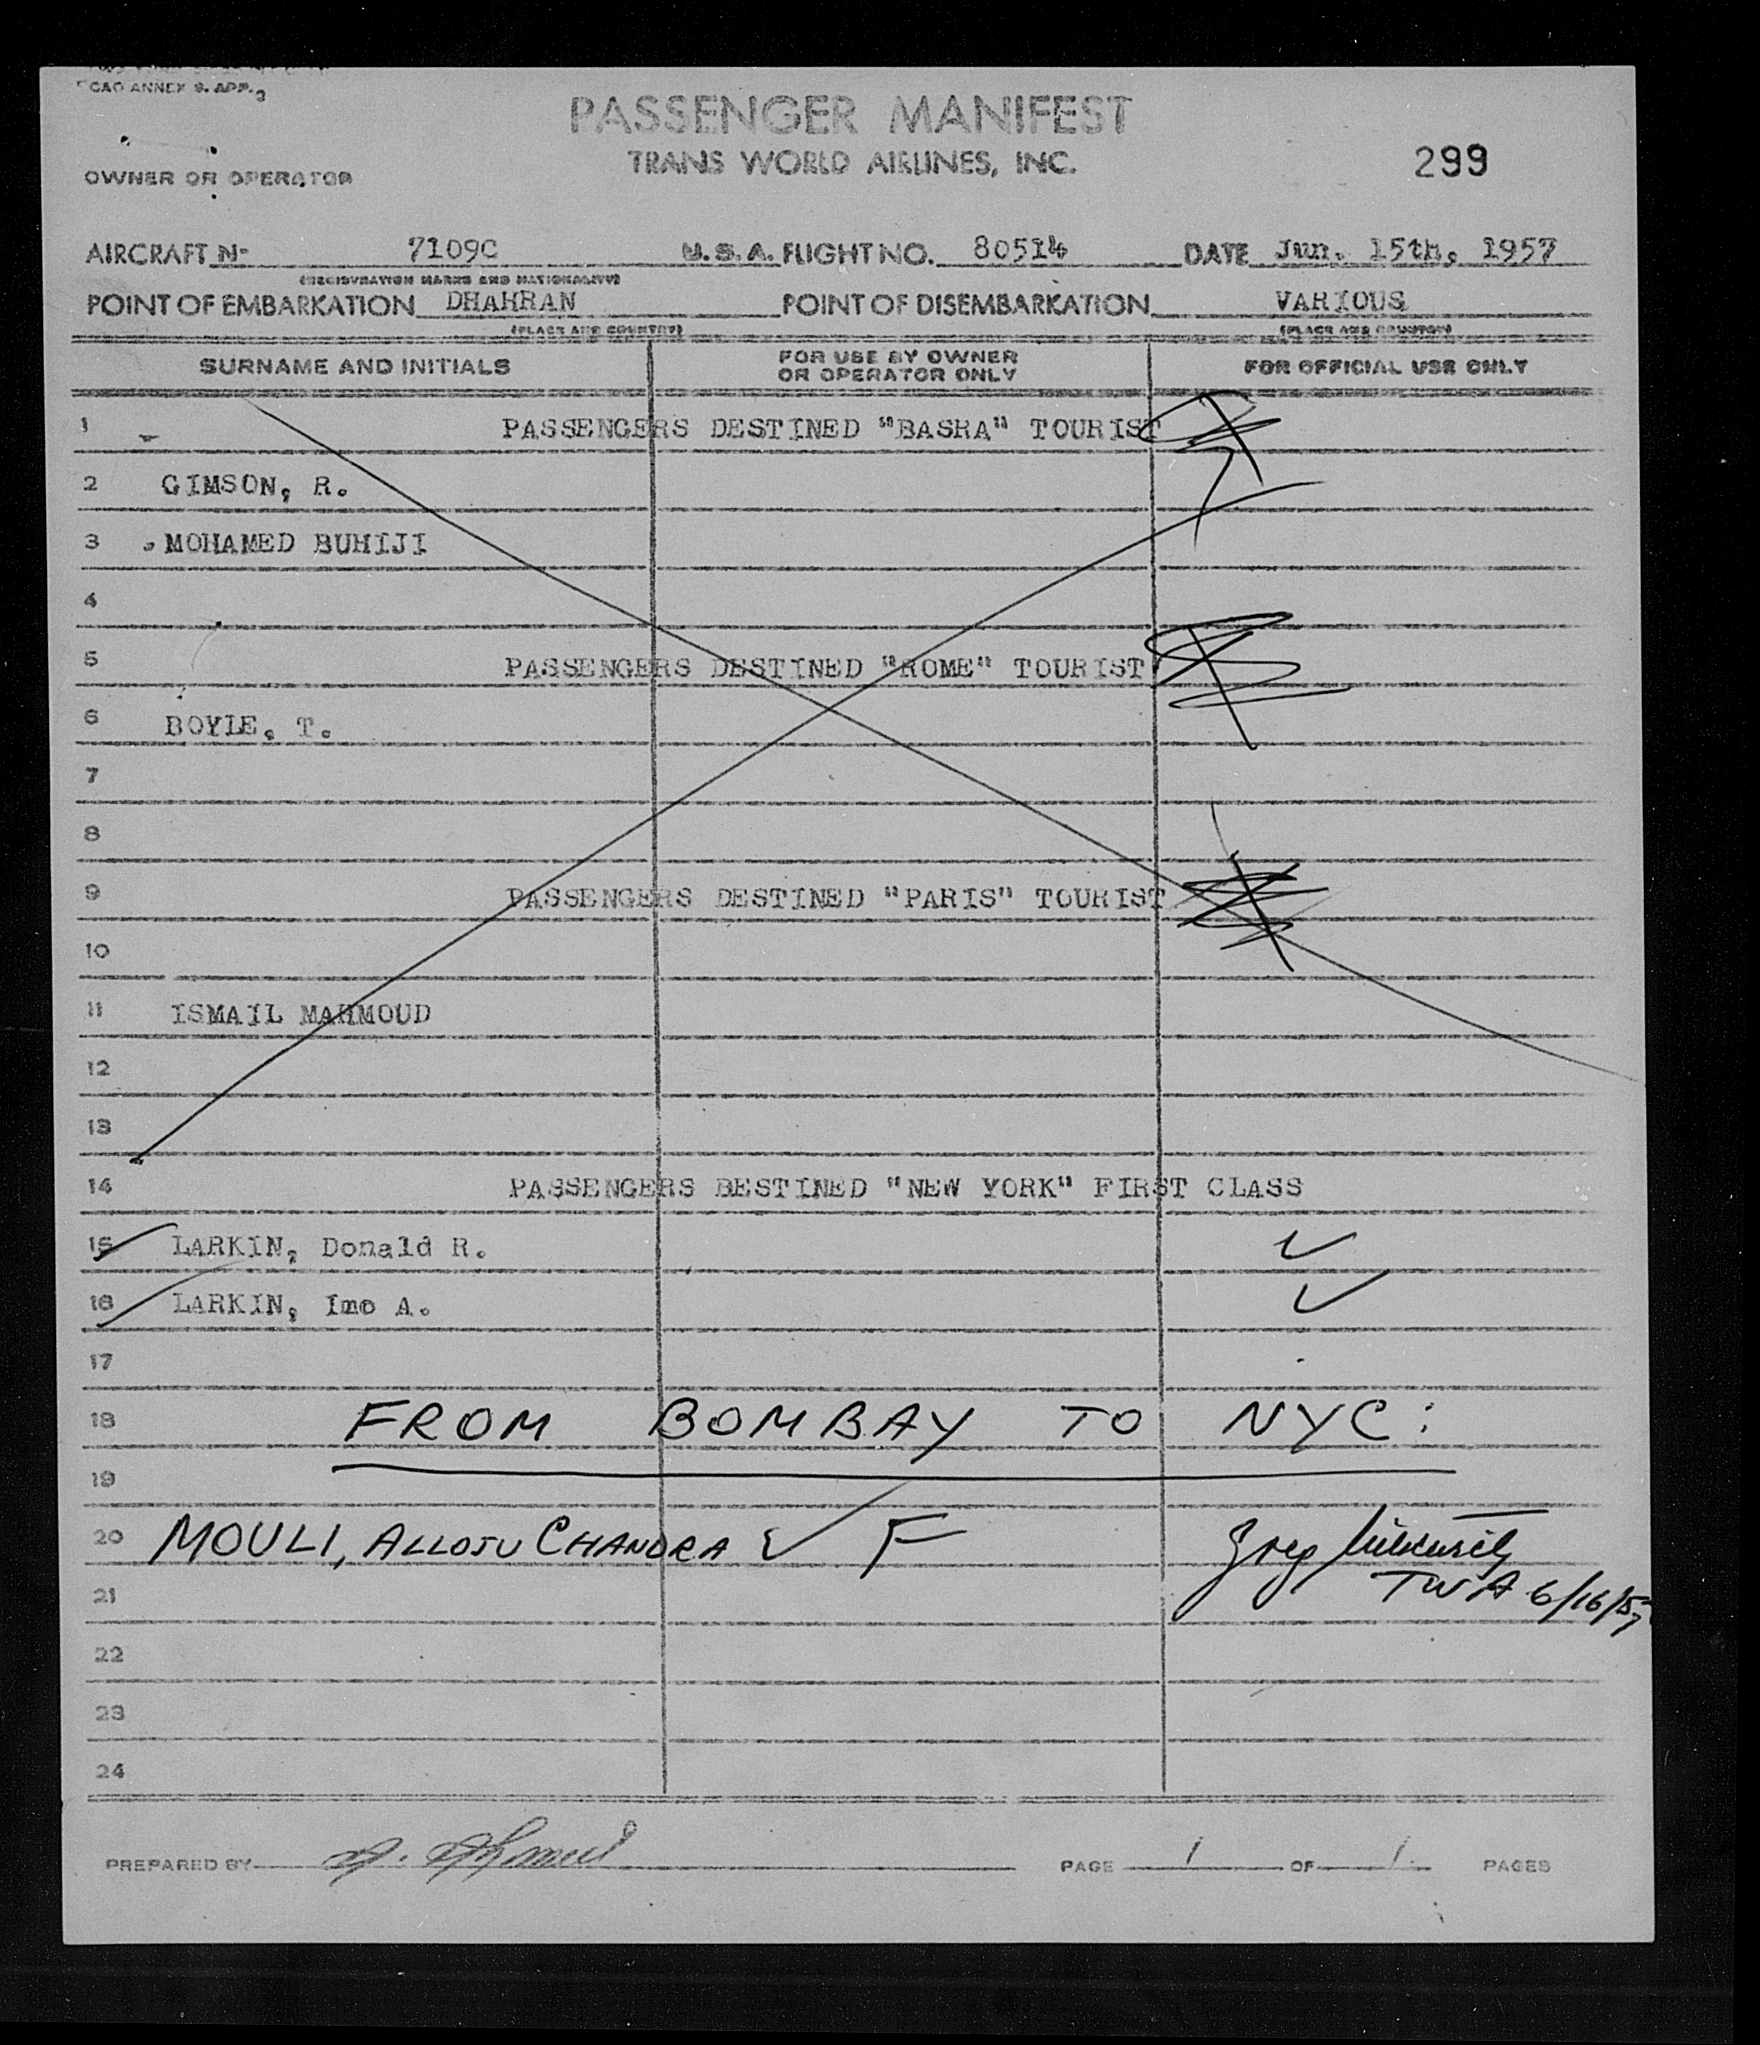 ICAO ANNEX 9. APP. 3
PASSENGER MANIFEST
TRANS WORLD AIRLINES, INC.
299
OWNER OR OPERATOR
AIRCRAFT N- 7109C U.S.A. FLIGHT NO. 80514 DATE Jun. 15th, 1957
(REGISTRATION MARKS AND NATIONALITY)
POINT OF EMBARKATION DHAHRAN POINT OF DISEMBARKATION VARIOUS
(PLACE AND COUNTRY) (PLACE AND COUNTRY)
SURNAME AND INITIALS FOR USE BY OWNER OR OPERATOR ONLY FOR OFFICIAL USE ONLY
1 PASSENGERS DESTINED "BASRA" TOURIST
2 GIMSON, R.
3 MOHAMED BUHIJI
4
5 PASSENGERS DESTINED "ROME" TOURIST
6 BOYLE, T.
7
8
9 PASSENGERS DESTINED "PARIS" TOURIST
10
11 ISMAIL MAHMOUD
12
13
14 PASSENGERS BESTINED "NEW YORK" FIRST CLASS
15 LARKIN, Donald R. ✓
16 LARKIN, Imo A. ✓
17
18 FROM BOMBAY TO NYC:
19
20 MOULI, ALLOJU CHANDRA ✓ F Greg
21 TWA 6/16/57
22
23
24
PREPARED BY PAGE 1 OF 1 PAGES